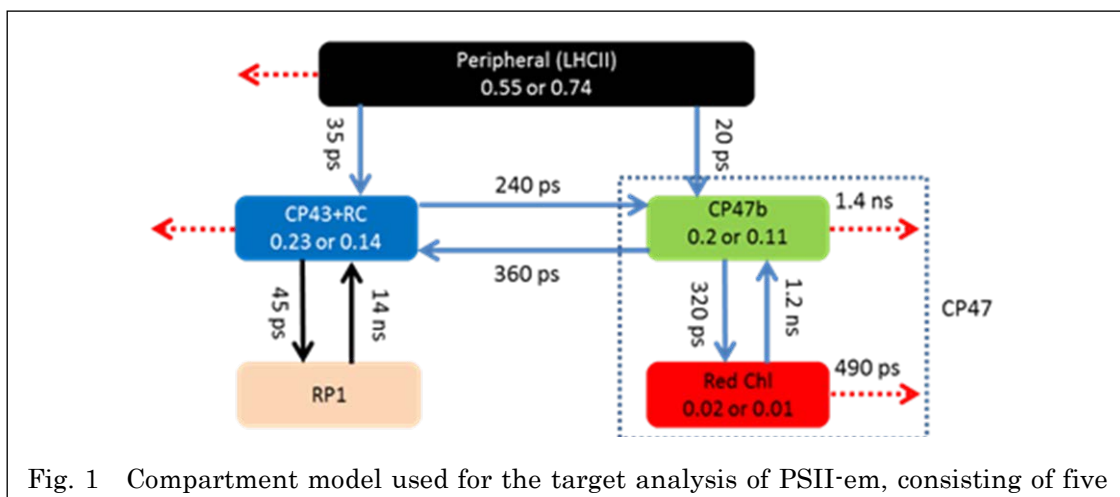 Peripheral (LHCII)
0.55 or 0.74
35 ps
20 ps
240 ps
CP43+RC
0.23 or 0.14
CP47b
0.2 or 0.11
1.4 ns
360 ps
45 ps
14 ns
320 ps
1.2 ns
CP47
RP1
Red Chl
0.02 or 0.01
490 ps
Fig. 1 Compartment model used for the target analysis of PSII-em, consisting of five